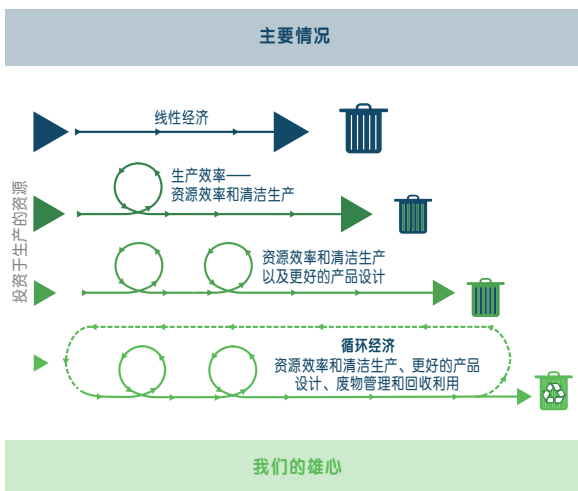 主要情况
投资于生产的资源
线性经济
生产效率——
资源效率和清洁生产
资源效率和清洁生产
以及更好的产品设计
循环经济
资源效率和清洁生产、更好的产品
设计、废物管理和回收利用
我们的雄心